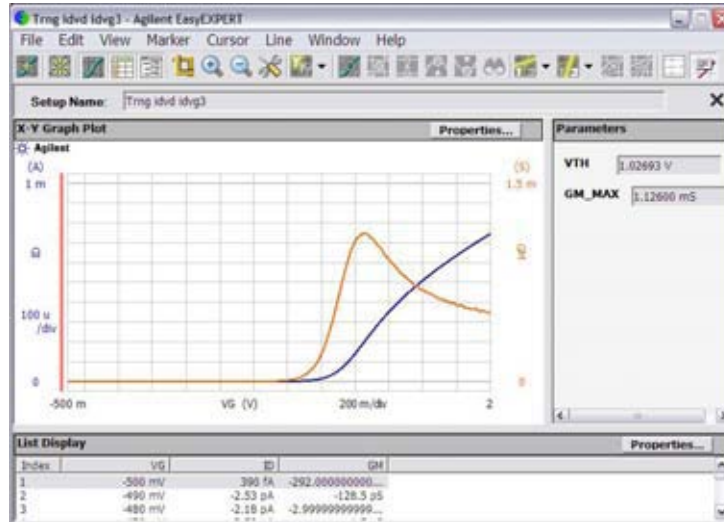 Trng idvd idvg3 - Agilent EasyEXPERT
File Edit View Marker Cursor Line Window Help
Setup Name: Trng idvd idvg3
X-Y Graph Plot Properties... Parameters
Agilent
(A) (S)
1 m 1.5 m
VTH 1.02693 V
GM_MAX 1.12600 mS
ID GM
100 u
/div
0 0
-500 m VG (V) 200 m/div 2
List Display Properties...
Index VG ID GM
1 -500 mV 390 fA -292.000000000...
2 -490 mV -2.53 pA -128.5 pS
3 -480 mV -2.18 pA -2.99999999999...